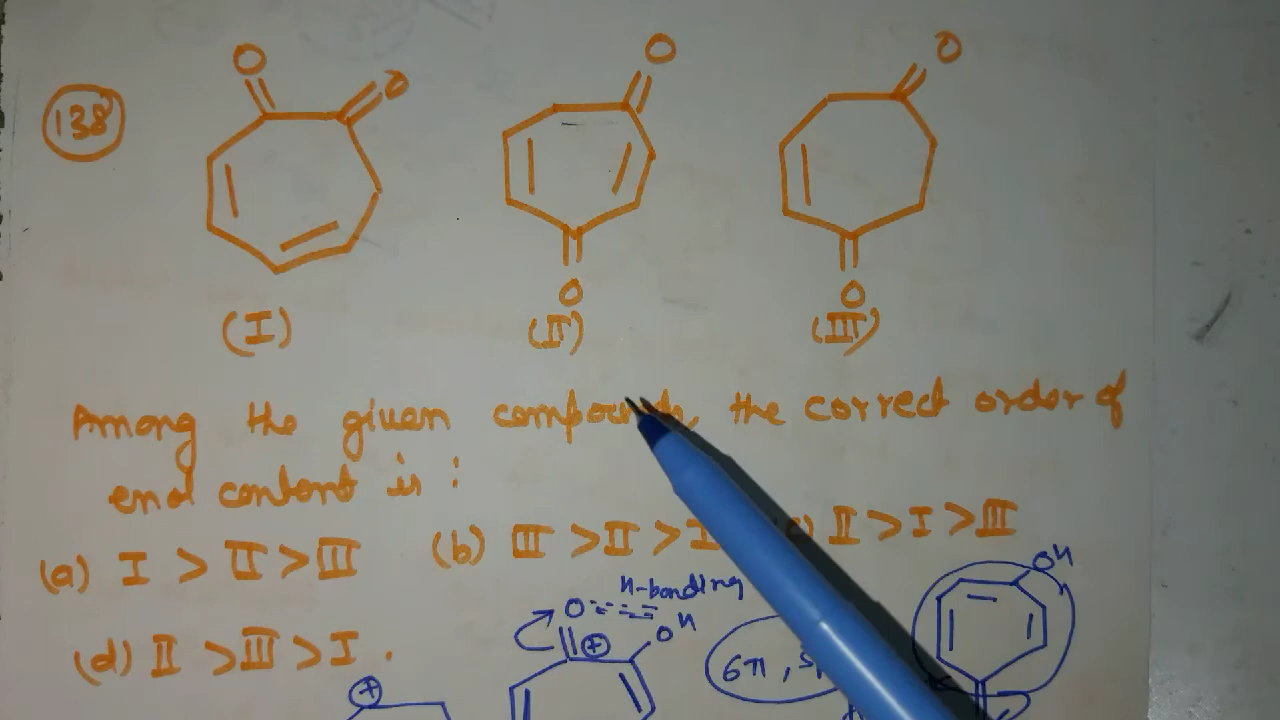 138
O O O O
O O
(I) (II) (III)
Among the given compounds, the correct order of
enol content is :
(a) I > II > III (b) III > II > I c) II > I > III
(d) II > III > I .
H-bonding
O OH OH
6π ,